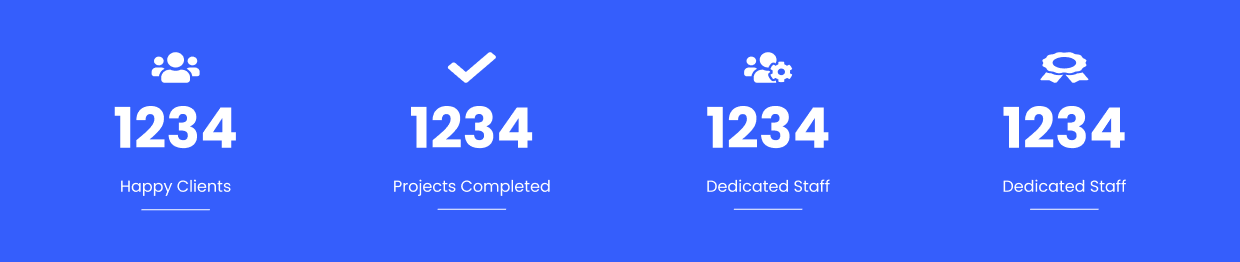 1234 1234 1234 1234
Happy Clients Projects Completed Dedicated Staff Dedicated Staff